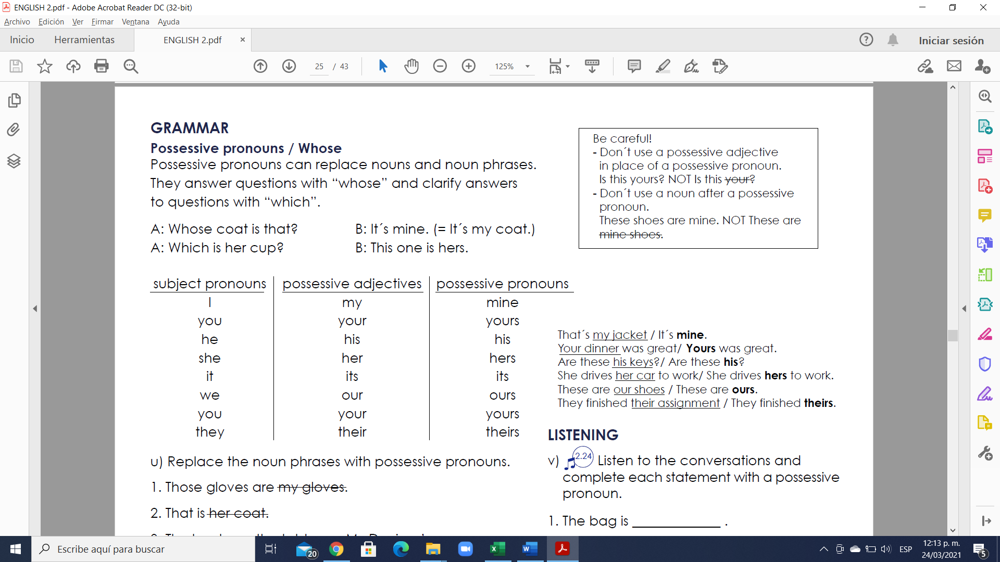 ENGLISH 2.pdf - Adobe Acrobat Reader DC (32-bit)
Archivo Edición Ver Firmar Ventana Ayuda
Inicio Herramientas ENGLISH 2.pdf × Iniciar sesión
25 / 43 125%
GRAMMAR
Possessive pronouns / Whose
Possessive pronouns can replace nouns and noun phrases.
They answer questions with “whose” and clarify answers
to questions with “which”.
A: Whose coat is that? B: It´s mine. (= It´s my coat.)
A: Which is her cup? B: This one is hers.
Be careful!
- Don´t use a possessive adjective
in place of a possessive pronoun.
Is this yours? NOT Is this your?
- Don´t use a noun after a possessive
pronoun.
These shoes are mine. NOT These are
mine shoes.
subject pronouns possessive adjectives possessive pronouns
I my mine
you your yours
he his his
she her hers
it its its
we our ours
you your yours
they their theirs
That´s my jacket / It´s mine.
Your dinner was great/ Yours was great.
Are these his keys?/ Are these his?
She drives her car to work/ She drives hers to work.
These are our shoes / These are ours.
They finished their assignment / They finished theirs.
u) Replace the noun phrases with possessive pronouns.
1. Those gloves are my gloves.
2. That is her coat.
LISTENING
v) 2.24 Listen to the conversations and
complete each statement with a possessive
pronoun.
1. The bag is ____________ .
Escribe aquí para buscar
20
ESP
12:13 p. m.
24/03/2021
5